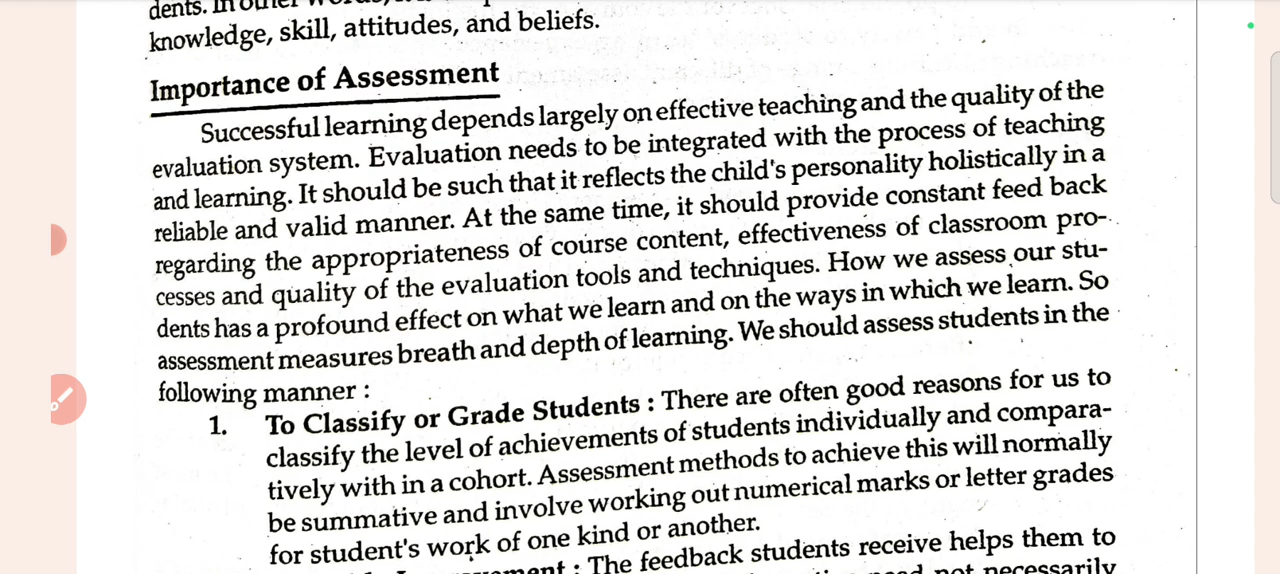 dents. In other
knowledge, skill, attitudes, and beliefs.
Importance of Assessment
Successful learning depends largely on effective teaching and the quality of the
evaluation system. Evaluation needs to be integrated with the process of teaching
and learning. It should be such that it reflects the child's personality holistically in a
reliable and valid manner. At the same time, it should provide constant feed back
regarding the appropriateness of course content, effectiveness of classroom pro-
cesses and quality of the evaluation tools and techniques. How we assess our stu-
dents has a profound effect on what we learn and on the ways in which we learn. So
assessment measures breath and depth of learning. We should assess students in the
following manner :
1. To Classify or Grade Students : There are often good reasons for us to
classify the level of achievements of students individually and compara-
tively with in a cohort. Assessment methods to achieve this will normally
be summative and involve working out numerical marks or letter grades
for student's work of one kind or another.
: The feedback students receive helps them to
not necessarily